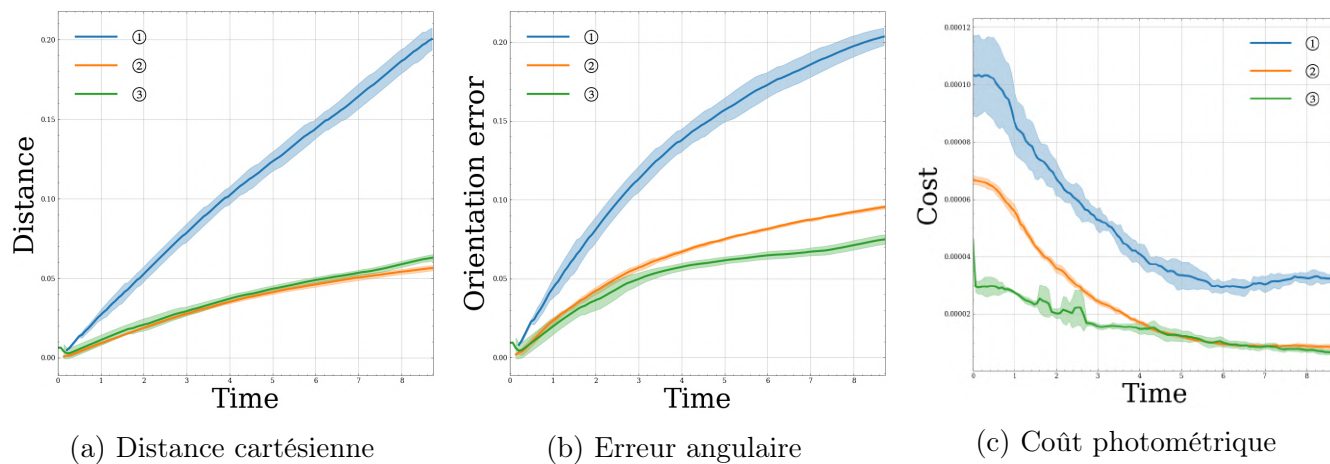 0.20
0.15
0.10
0.05
0.00
Distance
①
②
③
0 1 2 3 4 5 6 7 8
Time
(a) Distance cartésienne
0.20
0.15
0.10
0.05
0.00
Orientation error
①
②
③
0 1 2 3 4 5 6 7 8
Time
(b) Erreur angulaire
0.00012
0.00010
0.00008
0.00006
0.00004
0.00002
Cost
①
②
③
0 1 2 3 4 5 6 7 8
Time
(c) Coût photométrique